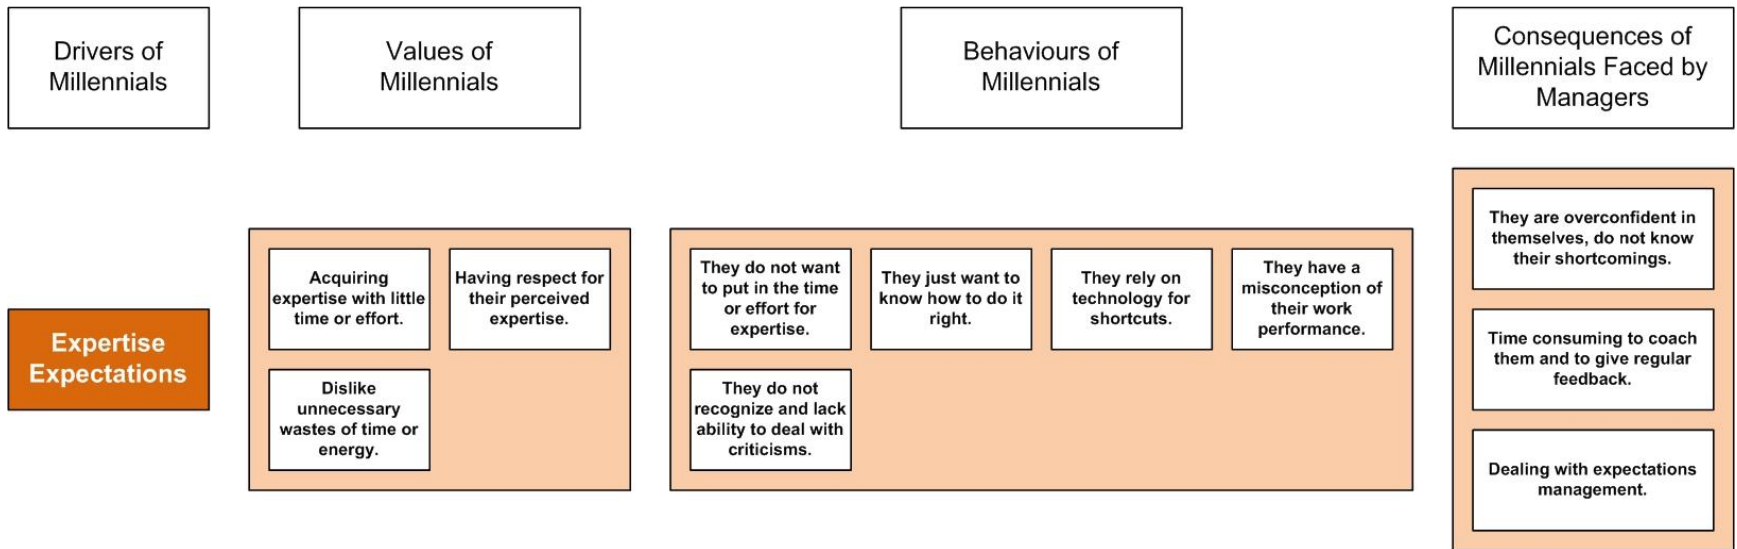 Drivers of
Millennials
Values of
Millennials
Behaviours of
Millennials
Consequences of
Millennials Faced by
Managers
Expertise
Expectations
Acquiring
expertise with little
time or effort.
Having respect for
their perceived
expertise.
Dislike
unnecessary
wastes of time or
energy.
They do not want
to put in the time
or effort for
expertise.
They just want to
know how to do it
right.
They rely on
technology for
shortcuts.
They have a
misconception of
their work
performance.
They do not
recognize and lack
ability to deal with
criticisms.
They are overconfident in
themselves, do not know
their shortcomings.
Time consuming to coach
them and to give regular
feedback.
Dealing with expectations
management.